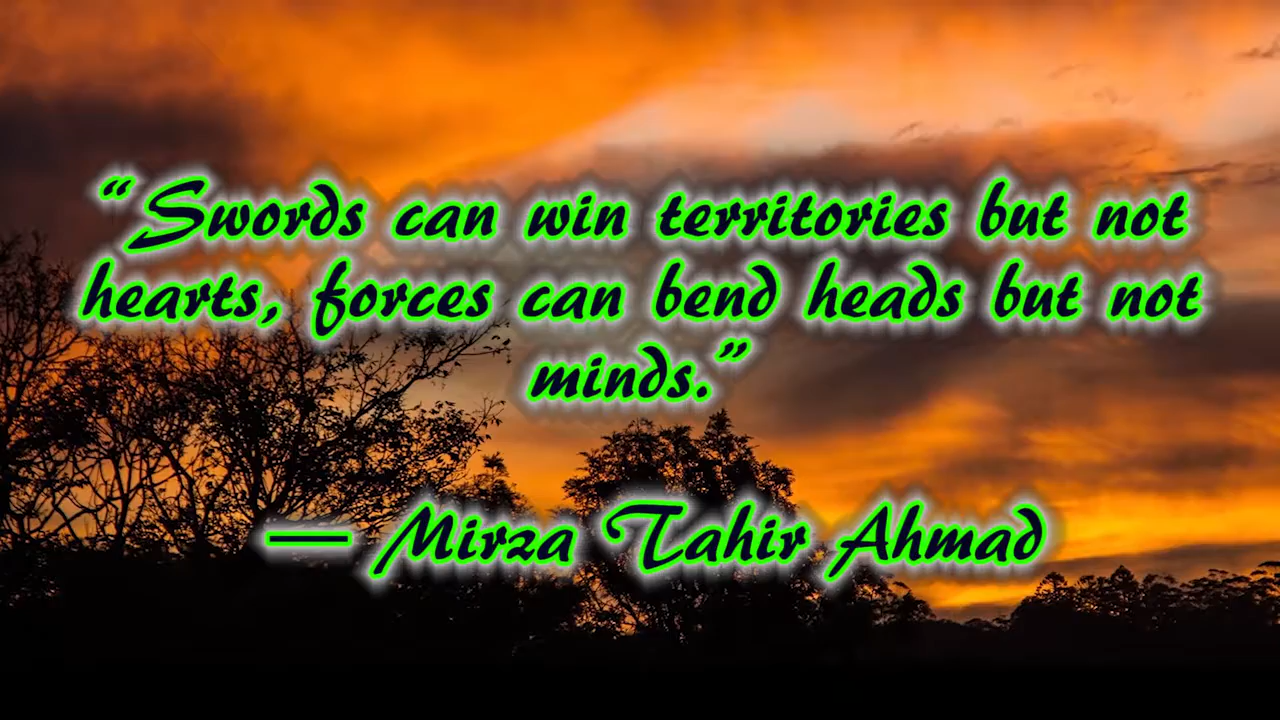 “Swords can win territories but not
hearts, forces can bend heads but not
minds.”
— Mirza Tahir Ahmad